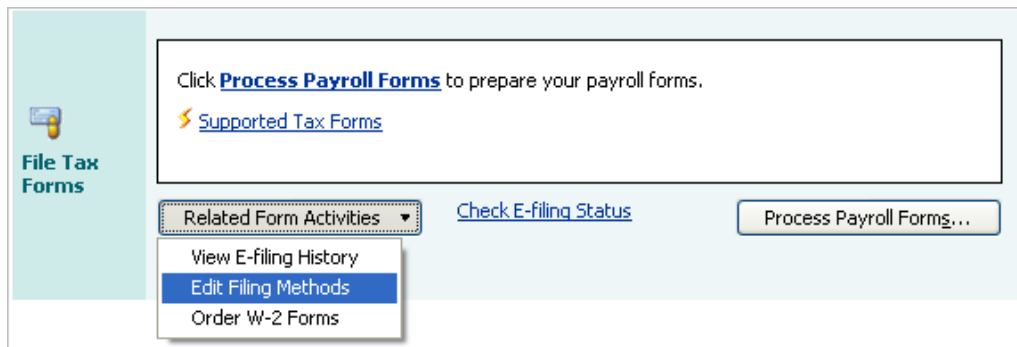 Click Process Payroll Forms to prepare your payroll forms.
Supported Tax Forms
File Tax
Forms
Related Form Activities
Check E-filing Status
Process Payroll Forms...
View E-filing History
Edit Filing Methods
Order W-2 Forms